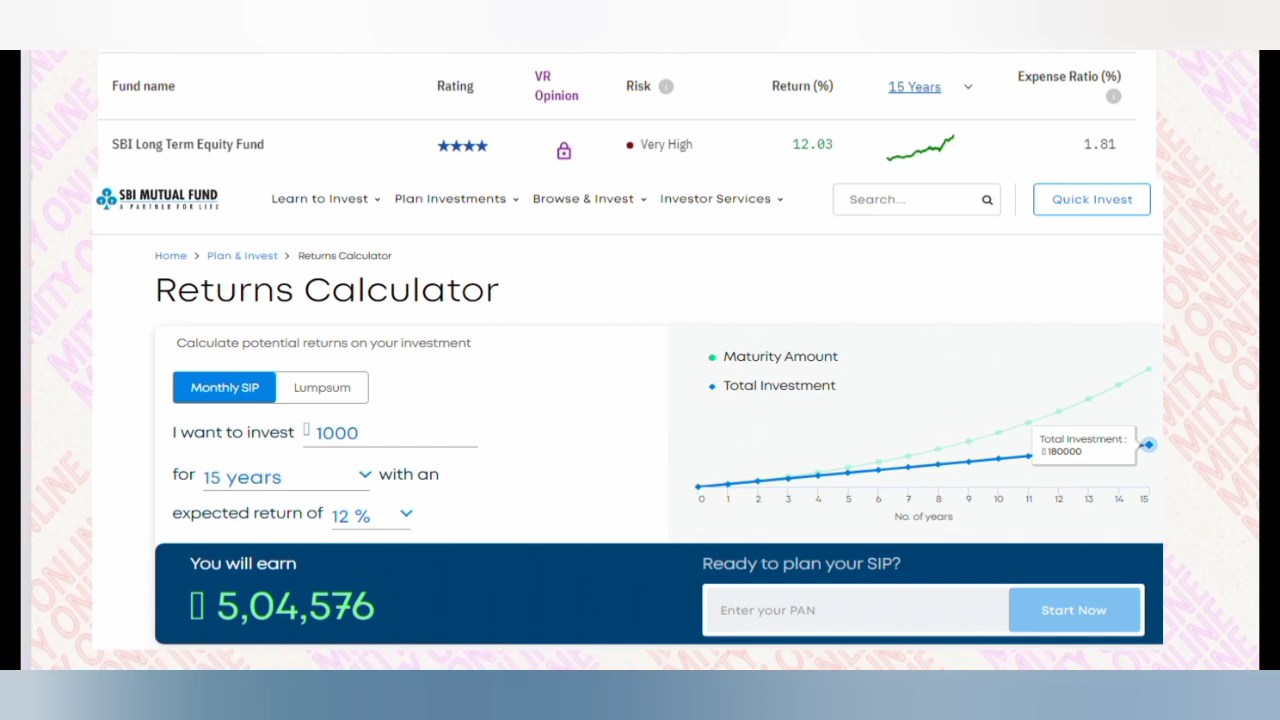 Fund name Rating VR Opinion Risk Return (%) 15 Years Expense Ratio (%)
SBI Long Term Equity Fund ★★★★ Very High 12.03 1.81
SBI MUTUAL FUND
A PARTNER FOR LIFE
Learn to Invest Plan Investments Browse & Invest Investor Services Search... Quick Invest
Home > Plan & Invest > Returns Calculator
Returns Calculator
Calculate potential returns on your investment
Monthly SIP Lumpsum
I want to invest 1000
for 15 years with an
expected return of 12 %
Maturity Amount
Total Investment
Total Investment :
180000
0 1 2 3 4 5 6 7 8 9 10 11 12 13 14 15
No. of years
You will earn
5,04,576
Ready to plan your SIP?
Enter your PAN Start Now
MITY ONLINE